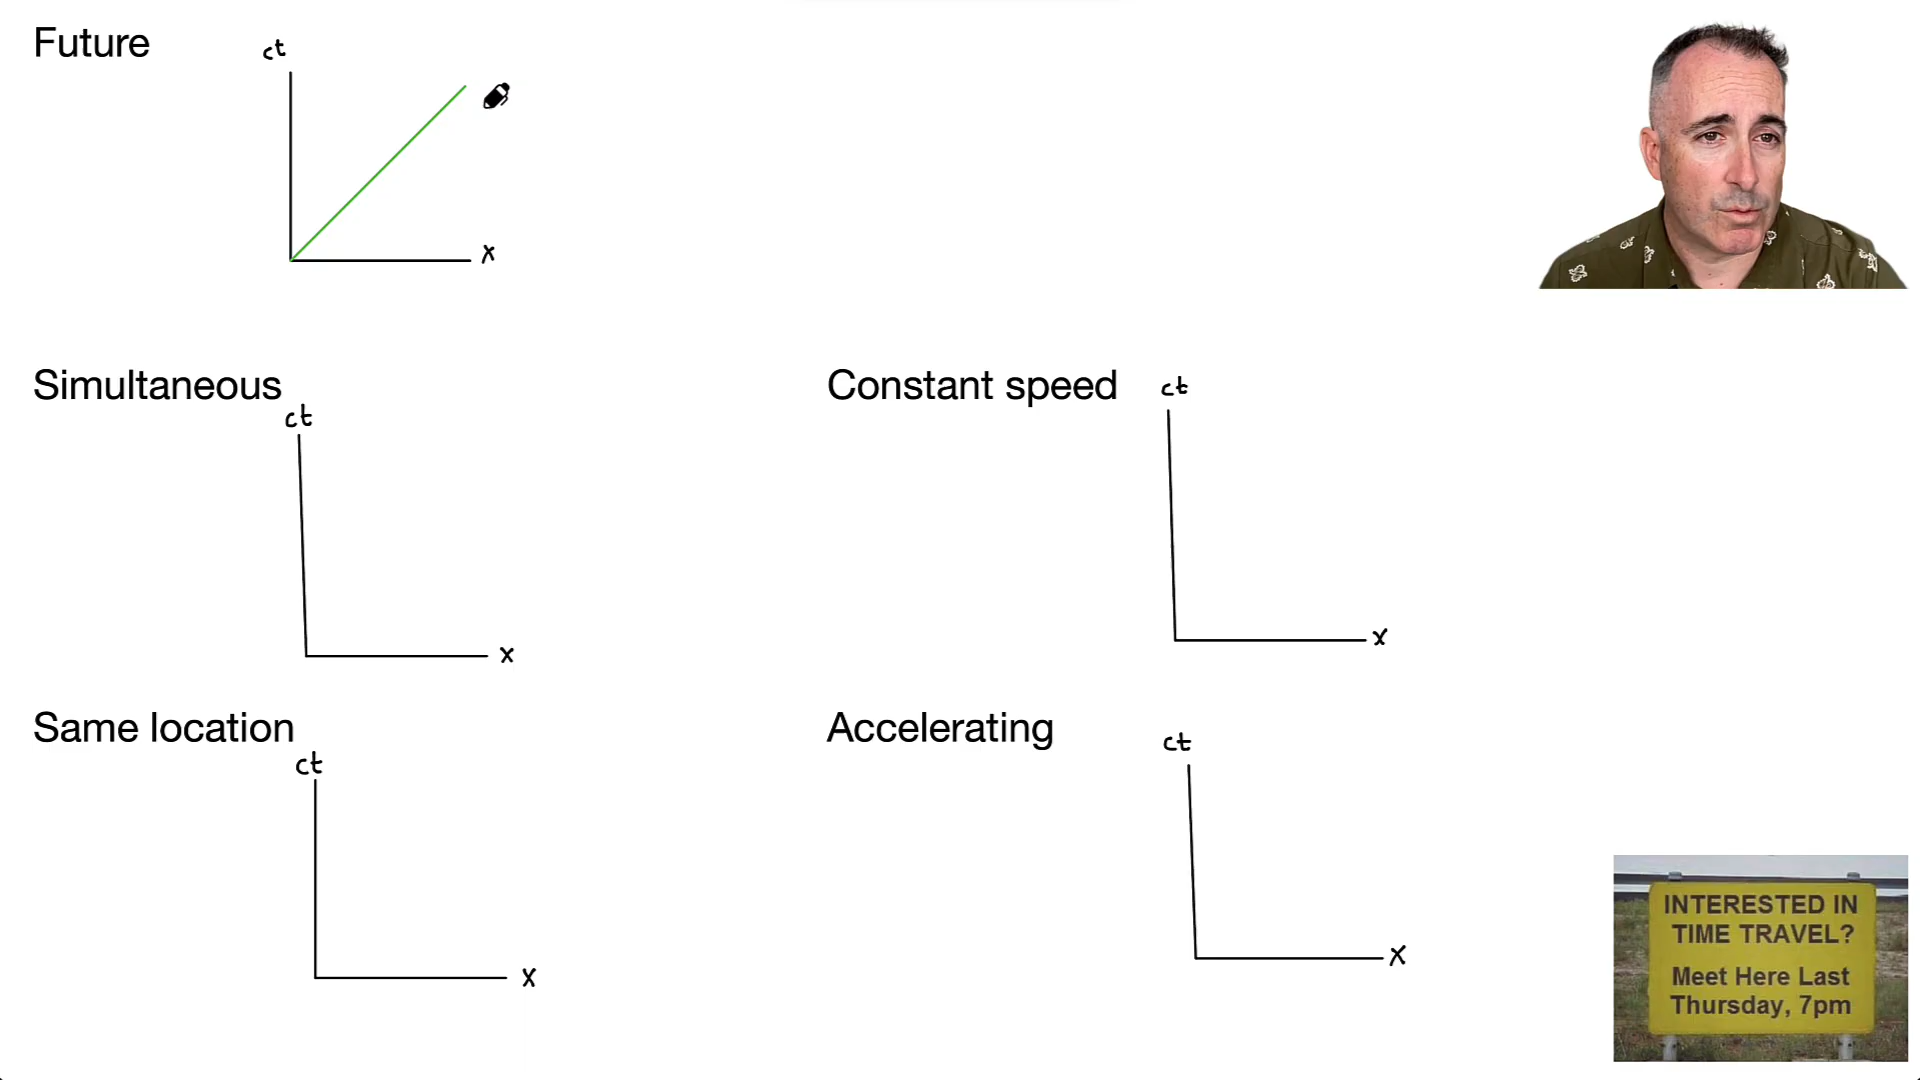 Future
ct
x
Simultaneous
ct
x
Constant speed
ct
x
Same location
ct
x
Accelerating
ct
x
INTERESTED IN
TIME TRAVEL?
Meet Here Last
Thursday, 7pm